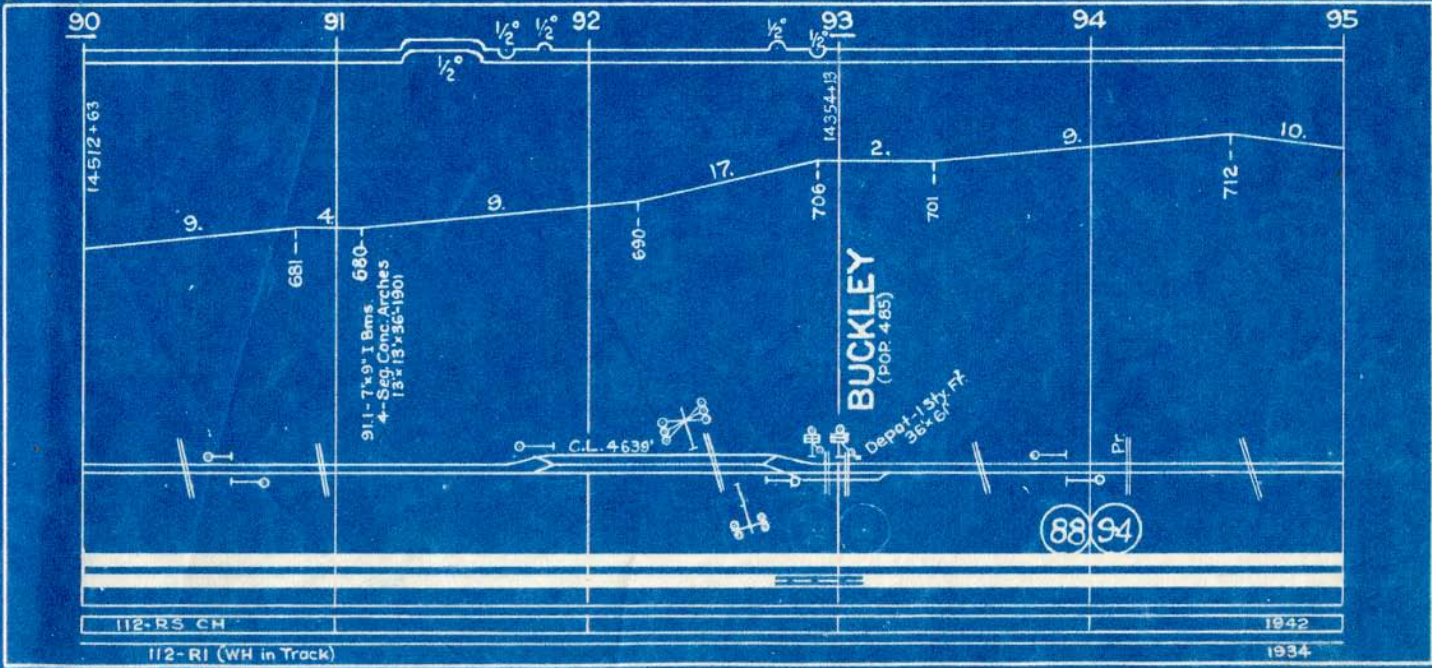 90 91 92 93 94 95
1/2° 1/2° 1/2° 1/2°
1/2°
14512+63
14354+13
9. 4. 9. 17. 2. 9. 10.
681
680
690
706
701
712
91.1-7'x9" I Bms.
4-Seg. Conc. Arches
13'x13'x36'-1901
BUCKLEY
(POP. 485)
C.L. 4639'
Depot-1 Sty. Fr.
36'x61'
Pr.
88 94
112-RS CH 1942
112-RI (WH in Track) 1934